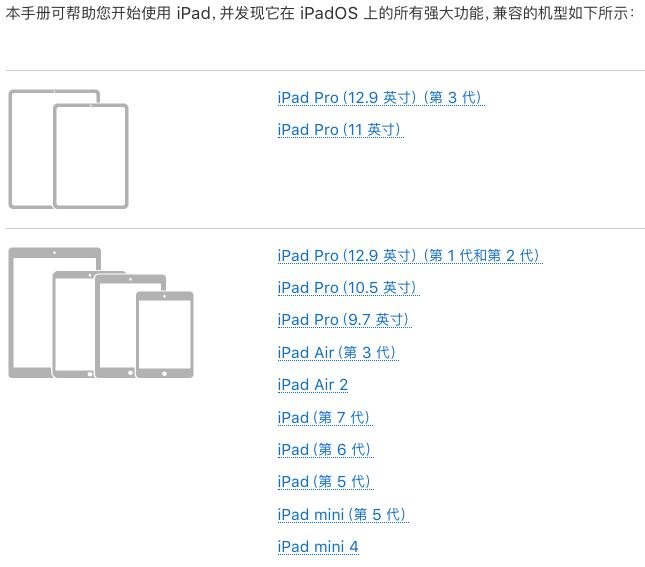 本手册可帮助您开始使用 iPad，并发现它在 iPadOS 上的所有强大功能，兼容的机型如下所示：
iPad Pro（12.9 英寸）（第 3 代）
iPad Pro（11 英寸）
iPad Pro（12.9 英寸）（第 1 代和第 2 代）
iPad Pro（10.5 英寸）
iPad Pro（9.7 英寸）
iPad Air（第 3 代）
iPad Air 2
iPad（第 7 代）
iPad（第 6 代）
iPad（第 5 代）
iPad mini（第 5 代）
iPad mini 4